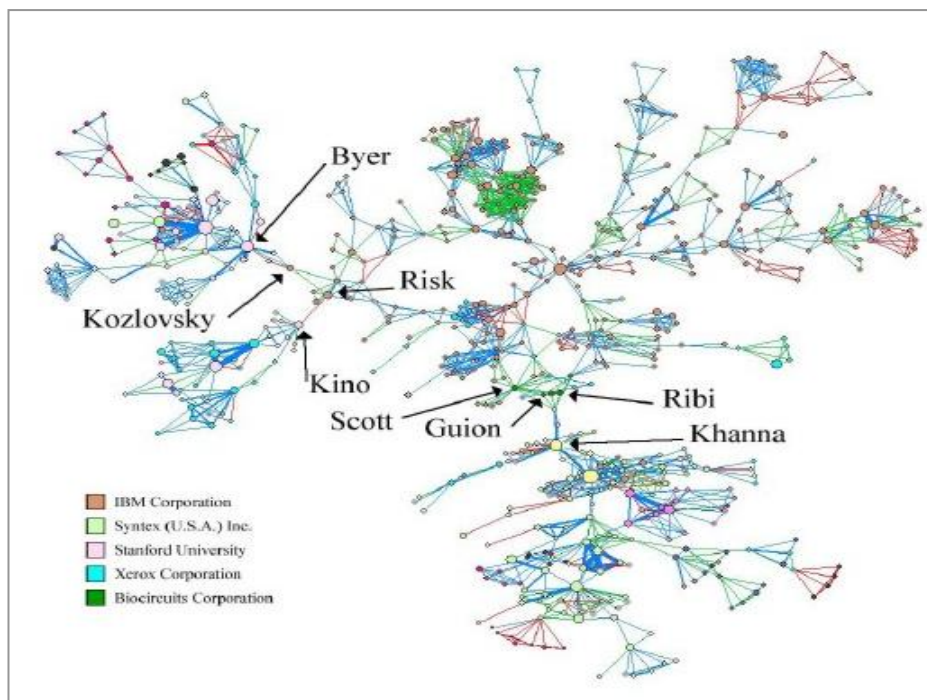 Byer
Risk
Kozlovsky
Kino
Scott
Guion
Ribi
Khanna
IBM Corporation
Syntex (U.S.A.) Inc.
Stanford University
Xerox Corporation
Biocircuits Corporation